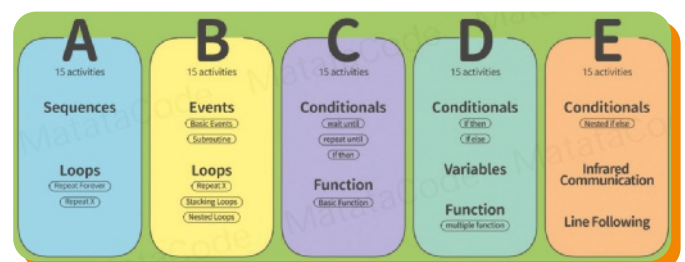 A
15 activities
Sequences
Loops
Repeat Forever
Repeat X
B
15 activities
Events
Basic Events
Subroutine
Loops
Repeat X
Stacking Loops
Nested Loops
C
15 activities
Conditionals
wait until
repeat until
if then
Function
Basic Function
D
15 activities
Conditionals
if then
if else
Variables
Function
multiple function
E
15 activities
Conditionals
Nested if else
Infrared
Communication
Line Following
MatataCode